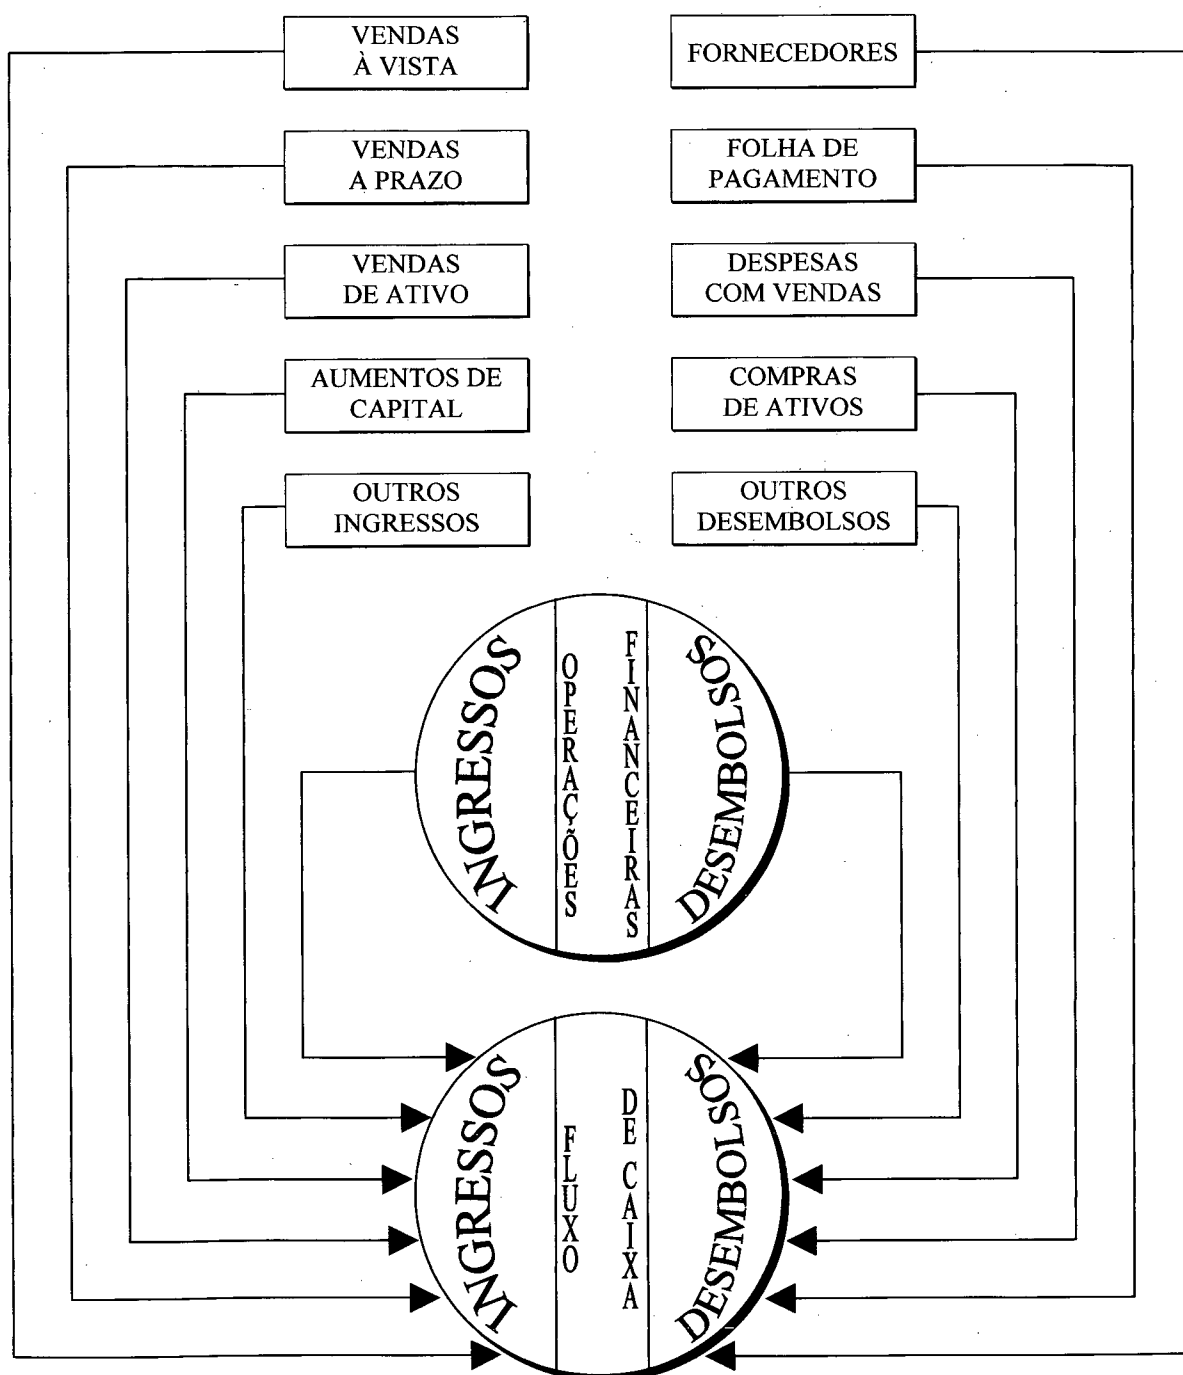 VENDAS
À VISTA
FORNECEDORES
VENDAS
A PRAZO
FOLHA DE
PAGAMENTO
VENDAS
DE ATIVO
DESPESAS
COM VENDAS
AUMENTOS DE
CAPITAL
COMPRAS
DE ATIVOS
OUTROS
INGRESSOS
OUTROS
DESEMBOLSOS
INGRESSOS
OPERAÇÕES
FINANCEIRAS
DESEMBOLSOS
INGRESSOS
FLUXO
DE CAIXA
DESEMBOLSOS